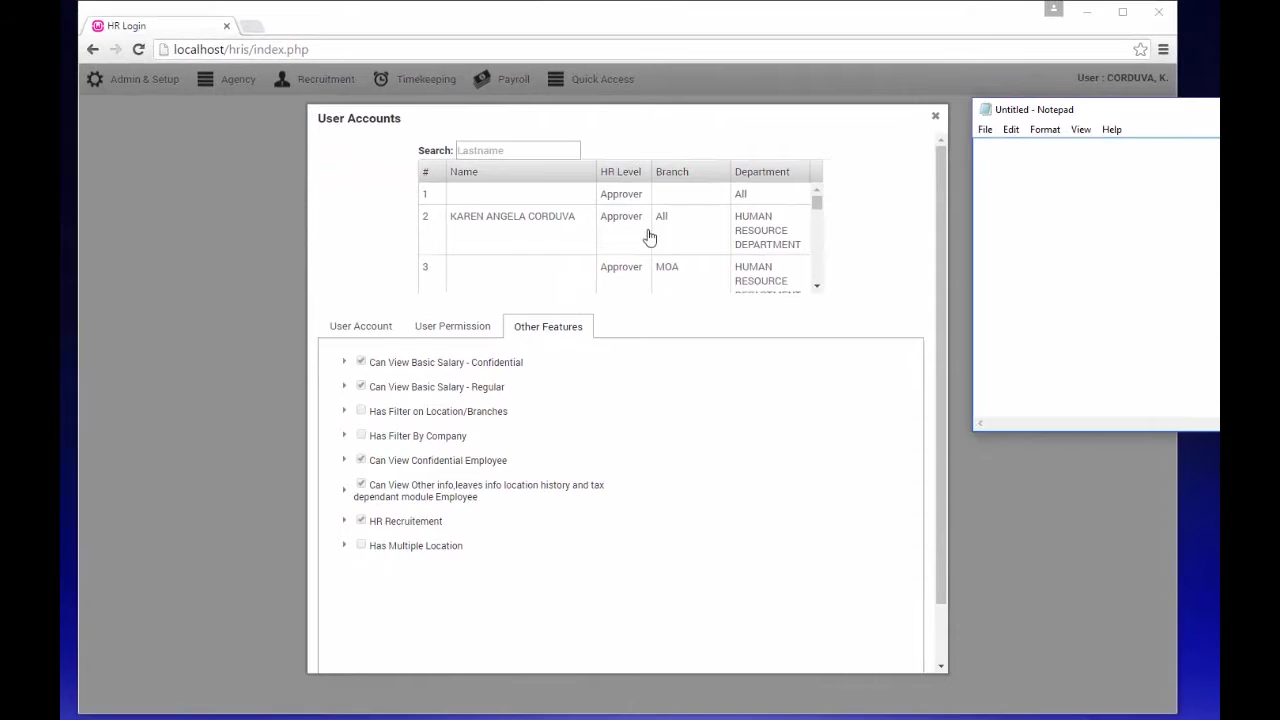 HR Login
localhost/hris/index.php
Admin & Setup Agency Recruitment Timekeeping Payroll Quick Access User : CORDUVA, K.
User Accounts
Search: Lastname
# Name HR Level Branch Department
1 Approver All
2 KAREN ANGELA CORDUVA Approver All HUMAN
RESOURCE
DEPARTMENT
3 Approver MOA HUMAN
RESOURCE
DEPARTMENT
User Account User Permission Other Features
Can View Basic Salary - Confidential
Can View Basic Salary - Regular
Has Filter on Location/Branches
Has Filter By Company
Can View Confidential Employee
Can View Other info,leaves info location history and tax
dependant module Employee
HR Recruitement
Has Multiple Location
Untitled - Notepad
File Edit Format View Help